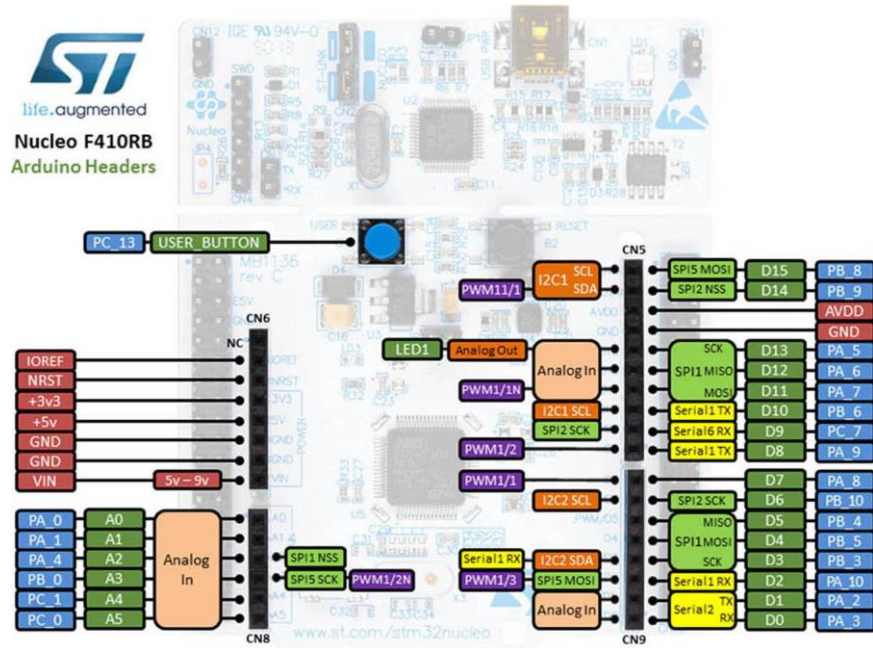 life.augmented
Nucleo F410RB
Arduino Headers
PC_13 USER_BUTTON
USER
RESET
MB1136
rev C
CN6
NC
IOREF
NRST
+3v3
+5v
GND
GND
VIN 5v – 9v
PA_0 A0
PA_1 A1
PA_4 A2
PB_0 A3
PC_1 A4
PC_0 A5
Analog In
CN8
SPI1 NSS
SPI5 SCK PWM1/2N
CN5
I2C1 SCL SPI5 MOSI D15 PB_8
PWM11/1 SDA SPI2 NSS D14 PB_9
AVDD
GND
LED1 Analog Out Analog In SCK D13 PA_5
SPI1 MISO D12 PA_6
PWM1/1N MOSI D11 PA_7
I2C1 SCL Serial1 TX D10 PB_6
SPI2 SCK Serial6 RX D9 PC_7
PWM1/2 Serial1 TX D8 PA_9
PWM1/1 D7 PA_8
I2C2 SCL SPI2 SCK D6 PB_10
MISO D5 PB_4
SPI1 MOSI D4 PB_5
Serial1 RX I2C2 SDA SCK D3 PB_3
PWM1/3 SPI5 MOSI Serial1 RX D2 PA_10
Analog In Serial2 TX D1 PA_2
RX D0 PA_3
CN9
www.st.com/stm32nucleo